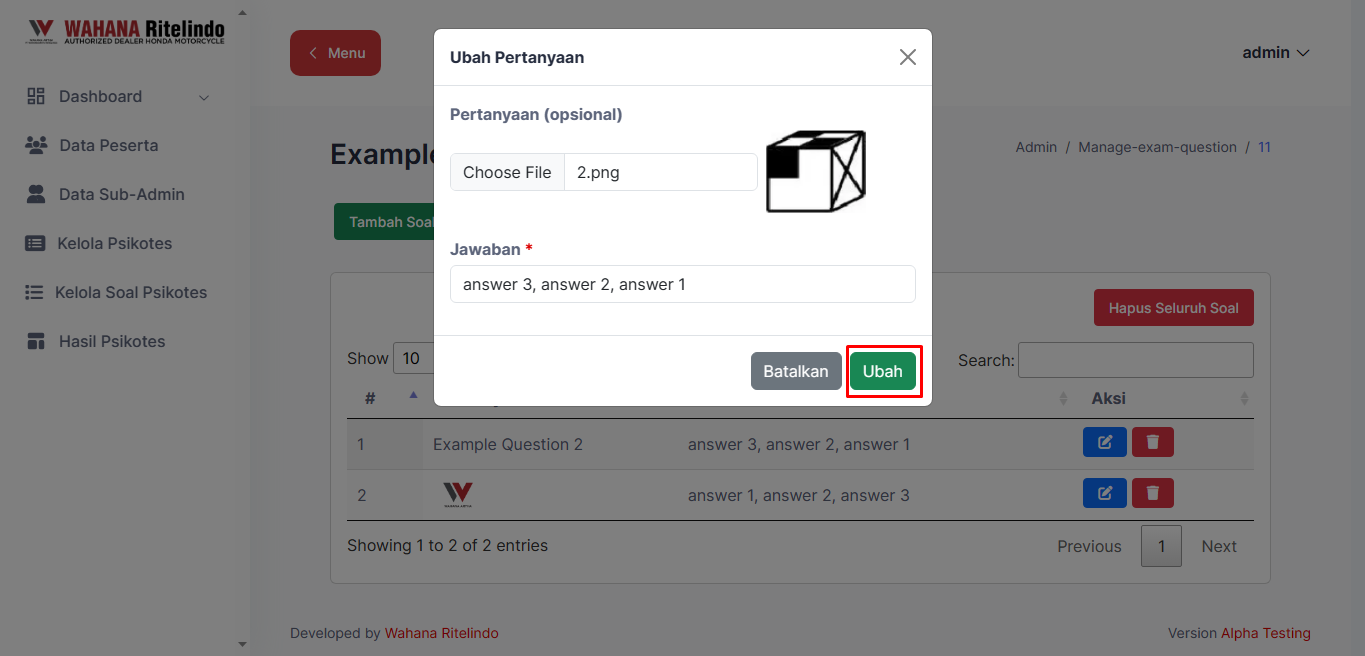 WAHANA Ritelindo
AUTHORIZED DEALER HONDA MOTORCYCLE
Dashboard
Data Peserta
Data Sub-Admin
Kelola Psikotes
Kelola Soal Psikotes
Hasil Psikotes
Menu
admin
Admin / Manage-exam-question / 11
Example
Tambah Soal
Ubah Pertanyaan
Pertanyaan (opsional)
Choose File 2.png
Jawaban *
answer 3, answer 2, answer 1
Batalkan Ubah
Hapus Seluruh Soal
Show 10
Search:
# Aksi
1 Example Question 2 answer 3, answer 2, answer 1
2 answer 1, answer 2, answer 3
Showing 1 to 2 of 2 entries
Previous 1 Next
Developed by Wahana Ritelindo
Version Alpha Testing